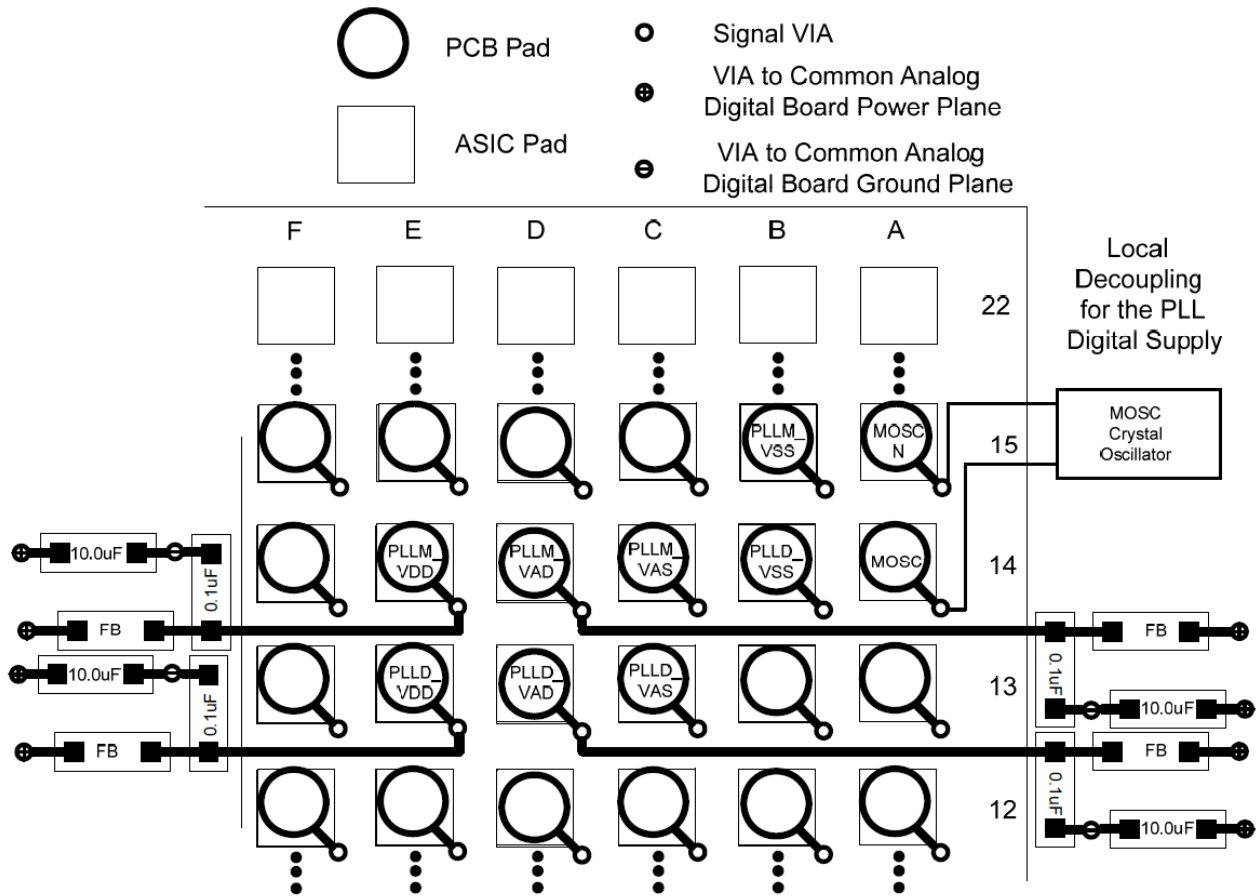 PCB Pad
Signal VIA
VIA to Common Analog
Digital Board Power Plane
ASIC Pad
VIA to Common Analog
Digital Board Ground Plane
F E D C B A
Local
Decoupling
for the PLL
Digital Supply
22
PLLM_
VSS
MOSC
N
15
MOSC
Crystal
Oscillator
10.0uF
0.1uF
FB
PLLM_
VDD
PLLM_
VAD
PLLM_
VAS
PLLD_
VSS
MOSC
14
FB
0.1uF
10.0uF
10.0uF
0.1uF
FB
PLLD_
VDD
PLLD_
VAD
PLLD_
VAS
13
FB
0.1uF
10.0uF
12